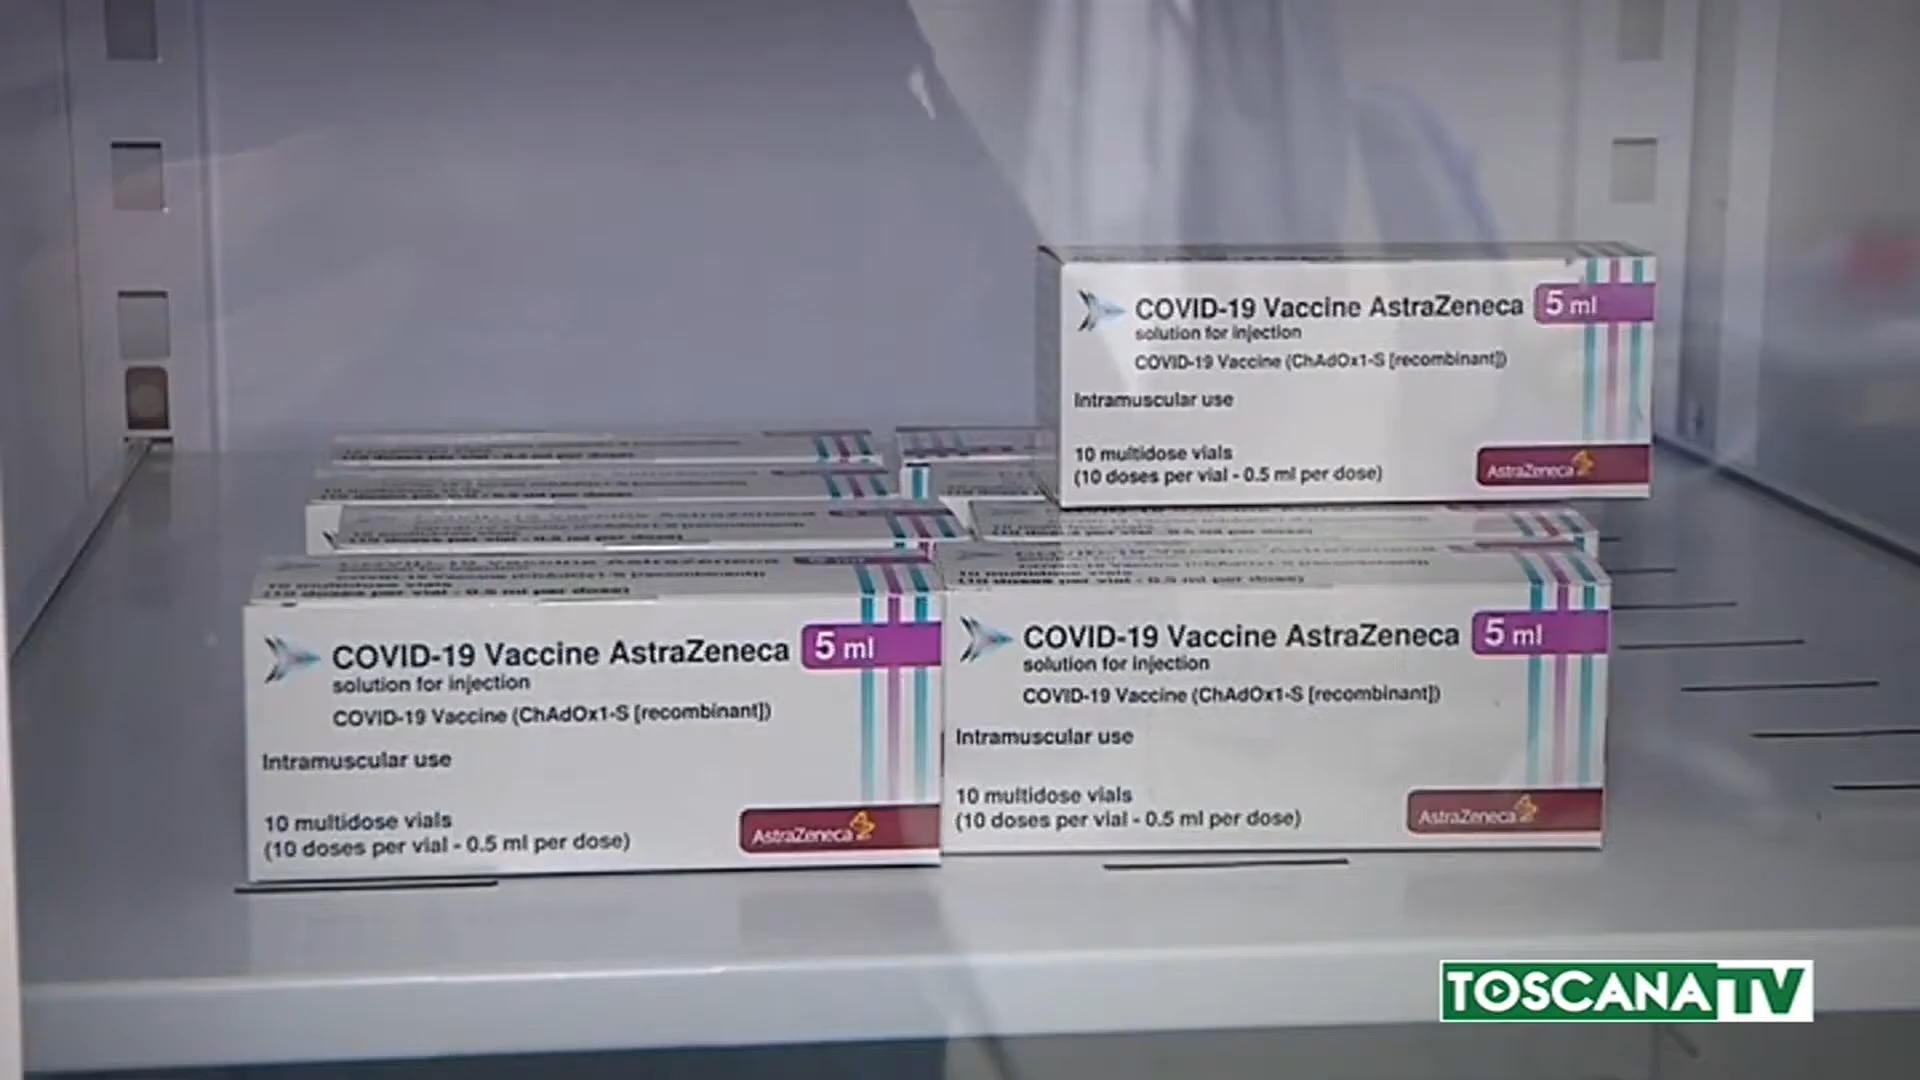 COVID-19 Vaccine AstraZeneca 5 ml
solution for injection
COVID-19 Vaccine (ChAdOx1-S [recombinant])
Intramuscular use
10 multidose vials
(10 doses per vial - 0.5 ml per dose)
AstraZeneca
COVID-19 Vaccine AstraZeneca 5 ml
solution for injection
COVID-19 Vaccine (ChAdOx1-S [recombinant])
Intramuscular use
10 multidose vials
(10 doses per vial - 0.5 ml per dose)
AstraZeneca
COVID-19 Vaccine AstraZeneca 5 ml
solution for injection
COVID-19 Vaccine (ChAdOx1-S [recombinant])
Intramuscular use
10 multidose vials
(10 doses per vial - 0.5 ml per dose)
AstraZeneca
TOSCANA TV